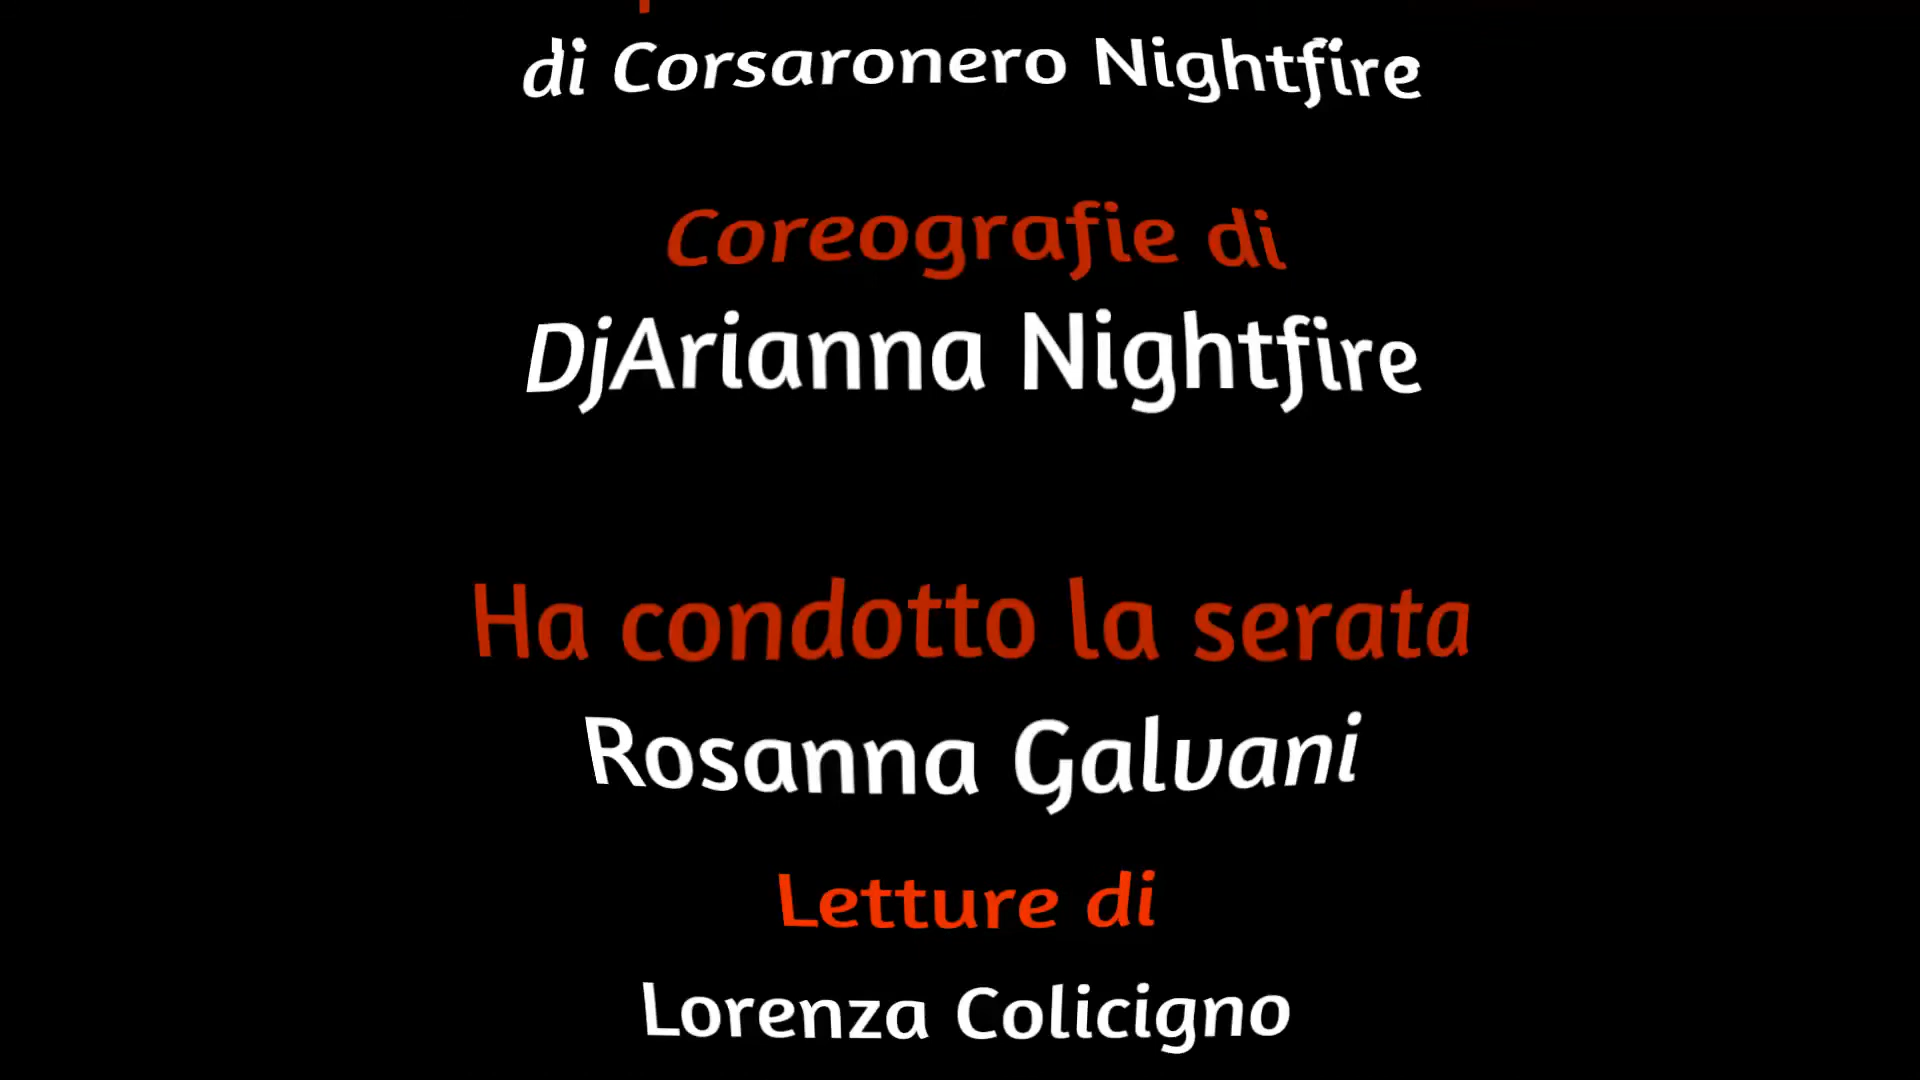 di Corsaronero Nightfire
Coreografie di
DjArianna Nightfire
Ha condotto la serata
Rosanna Galvani
Letture di
Lorenza Colicigno